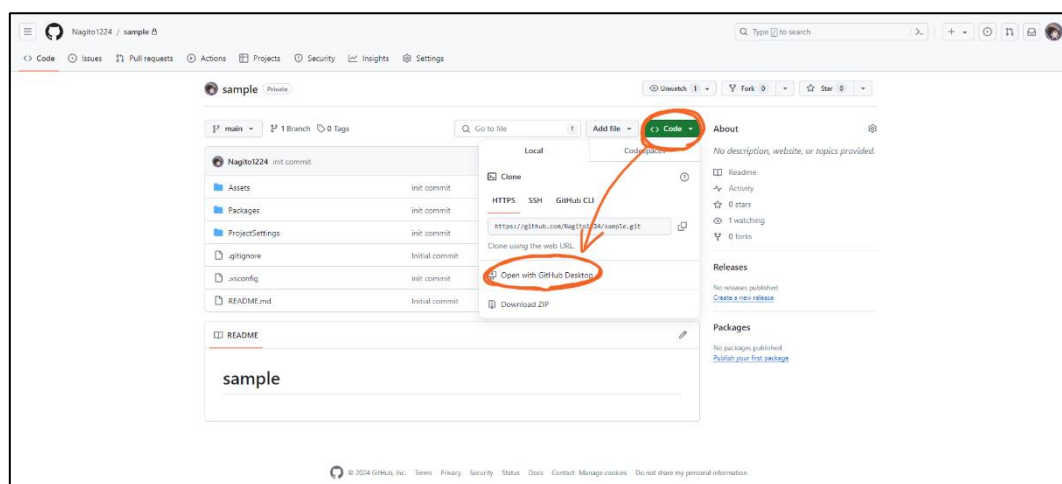 Nagito1224 / sample
Type / to search
Code Issues Pull requests Actions Projects Security Insights Settings
sample Private
Unwatch 1 Fork 0 Star 0
main 1 Branch 0 Tags
Go to file t Add file Code
Local Codespaces
Clone
HTTPS SSH GitHub CLI
https://github.com/Nagito1224/sample.git
Clone using the web URL.
Open with GitHub Desktop
Download ZIP
Nagito1224 init commit
Assets init commit
Packages init commit
ProjectSettings init commit
.gitignore Initial commit
.vsconfig init commit
README.md Initial commit
README
sample
About
No description, website, or topics provided.
Readme
Activity
0 stars
1 watching
0 forks
Releases
No releases published
Create a new release
Packages
No packages published
Publish your first package
© 2024 GitHub, Inc. Terms Privacy Security Status Docs Contact Manage cookies Do not share my personal information